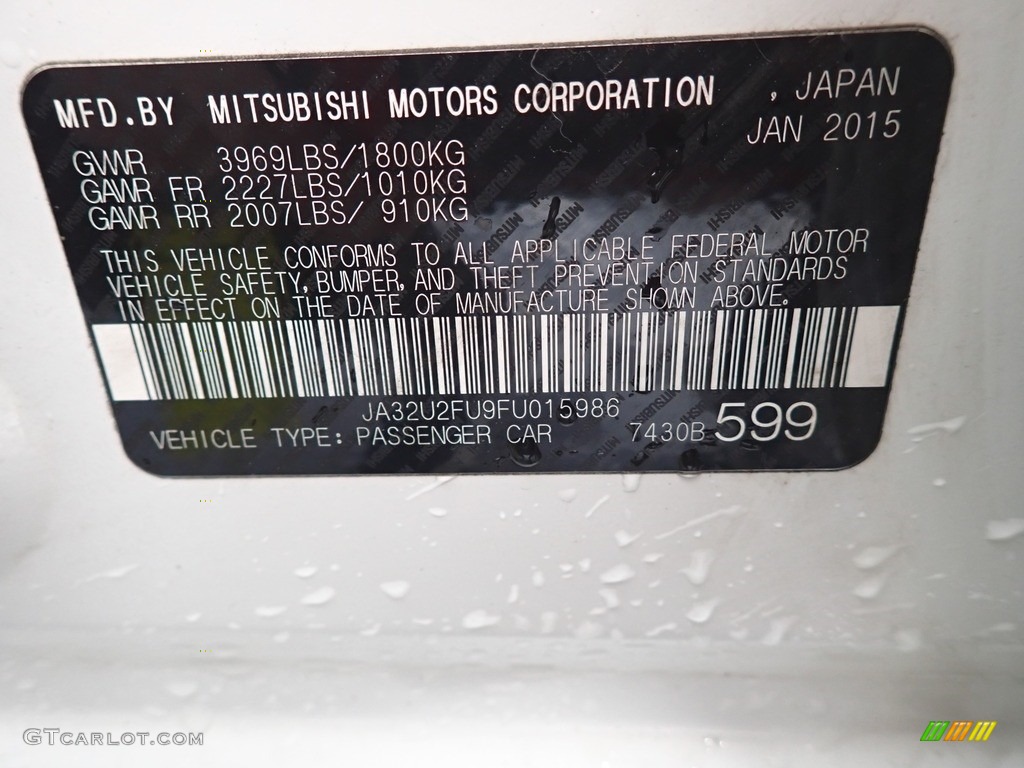 MFD.BY MITSUBISHI MOTORS CORPORATION , JAPAN
JAN 2015
GVWR 3969LBS/1800KG
GAWR FR 2227LBS/1010KG
GAWR RR 2007LBS/ 910KG
THIS VEHICLE CONFORMS TO ALL APPLICABLE FEDERAL MOTOR
VEHICLE SAFETY, BUMPER, AND THEFT PREVENTION STANDARDS
IN EFFECT ON THE DATE OF MANUFACTURE SHOWN ABOVE.
JA32U2FU9FU015986
VEHICLE TYPE: PASSENGER CAR 7430B 599
GTCARLOT.COM